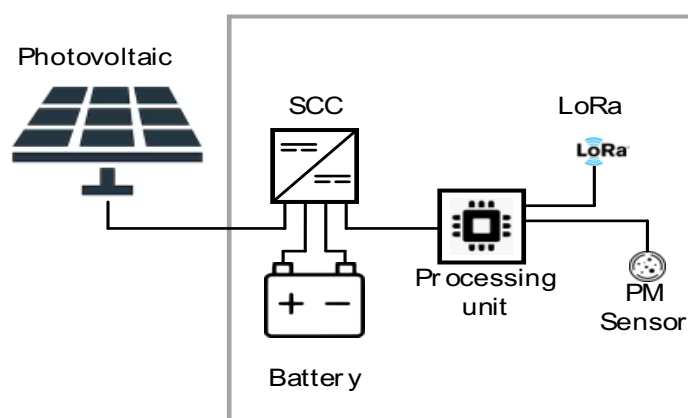 Photovoltaic
SCC
LoRa
LoRa
Processing
unit
PM
Sensor
Battery